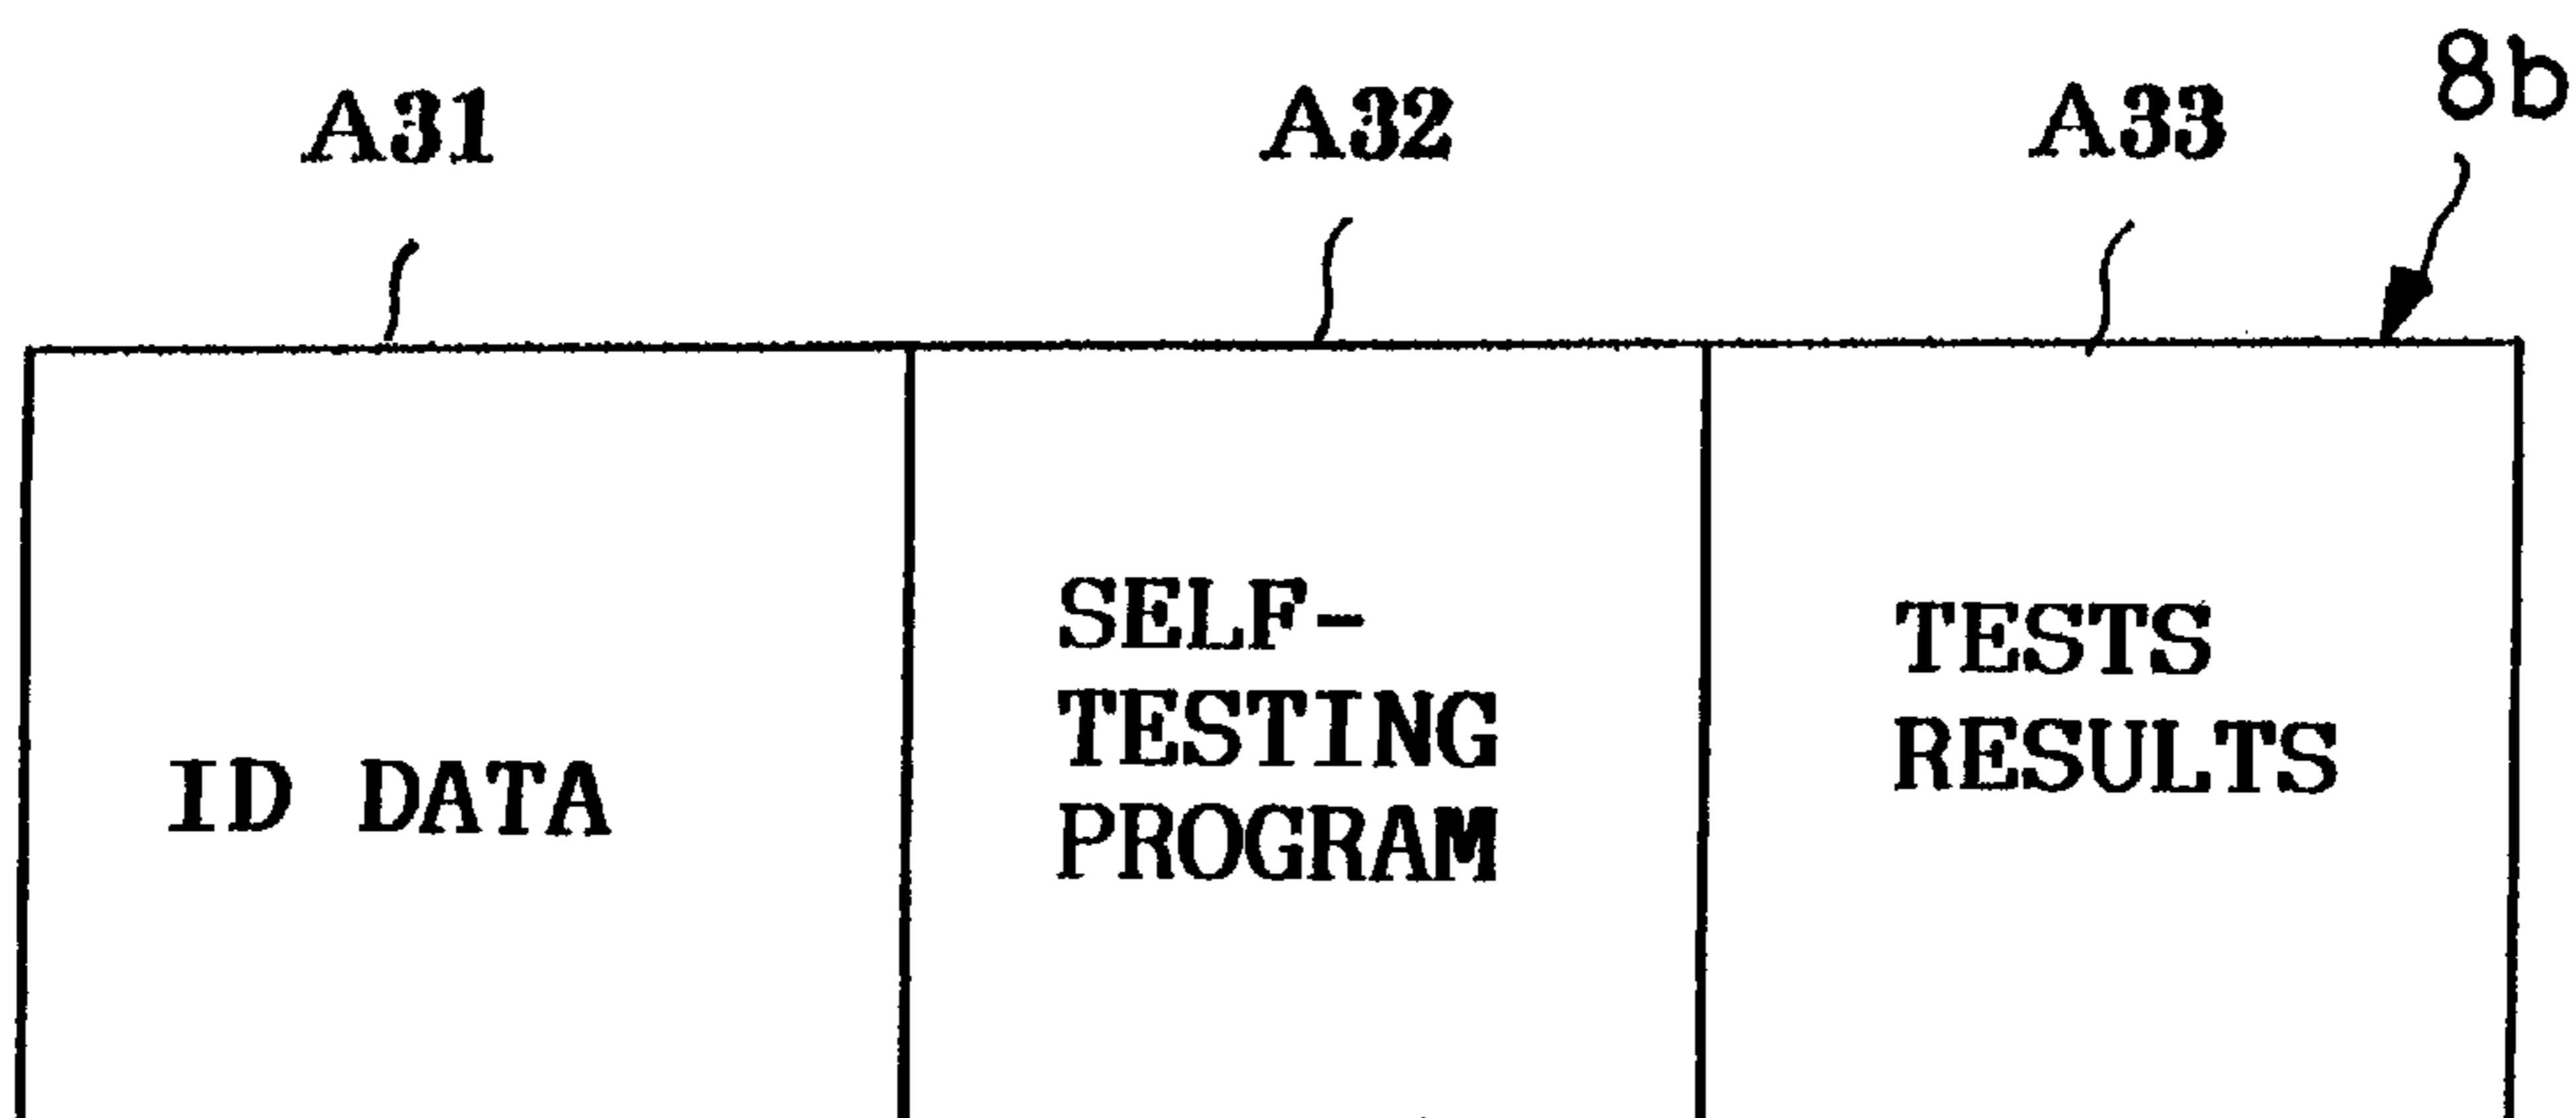 A31
A32
A33
8b
ID DATA
SELF-
TESTING
PROGRAM
TESTS
RESULTS